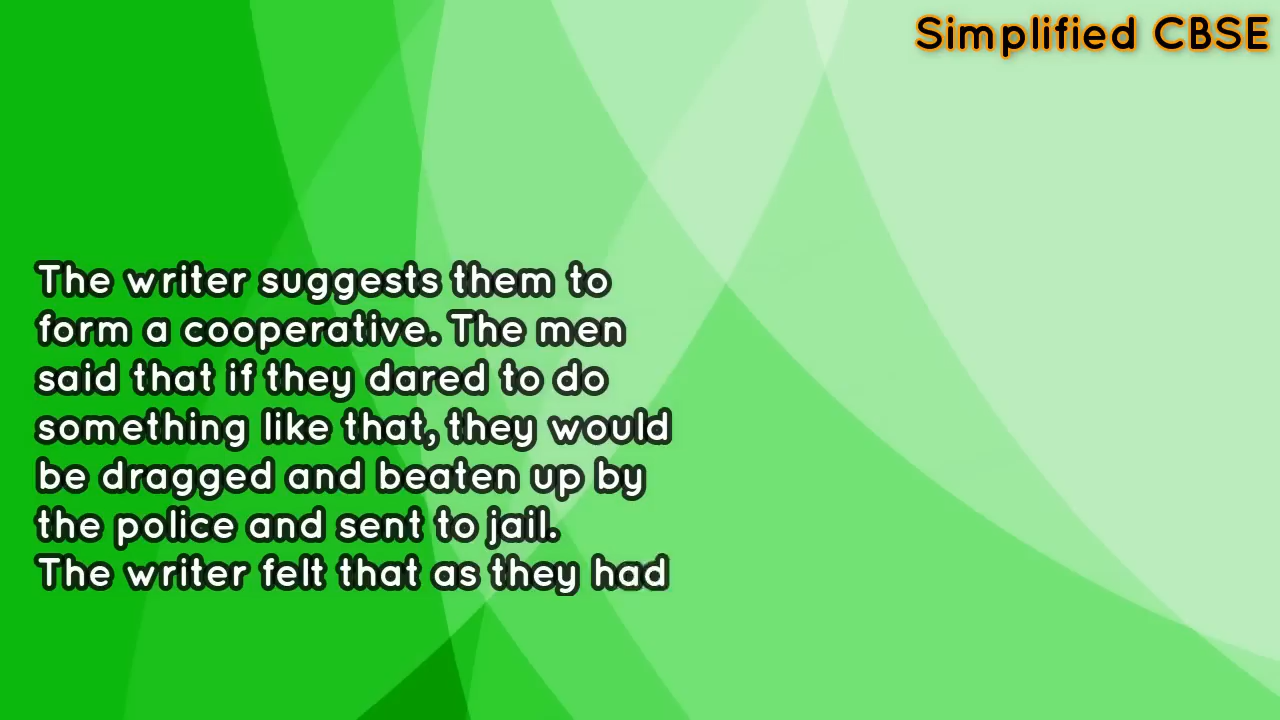 Simplified CBSE
The writer suggests them to
form a cooperative. The men
said that if they dared to do
something like that, they would
be dragged and beaten up by
the police and sent to jail.
The writer felt that as they had